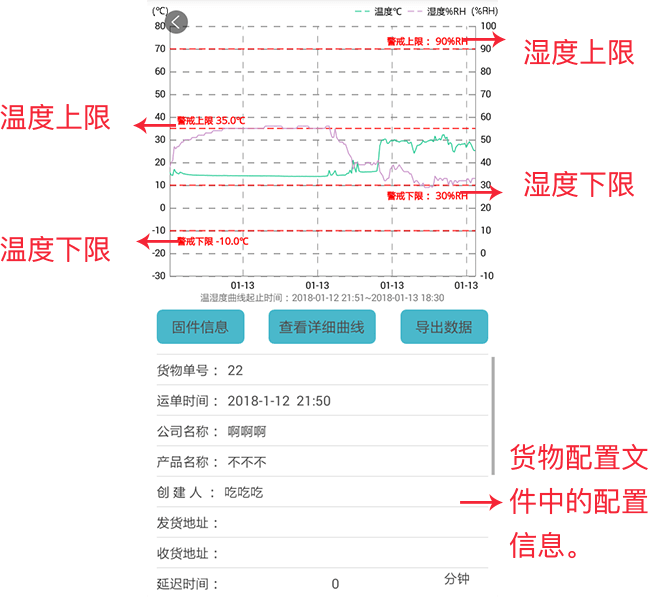 (℃) 温度℃ 湿度%RH (%RH)
80 100
警戒上限： 90%RH
湿度上限
70 90
60 80
50 70
40 60
温度上限
警戒上限 35.0℃
30 50
20 40
10 30
警戒下限： 30%RH
湿度下限
0 20
-10 10
温度下限
警戒下限 -10.0℃
-20 0
-30 -10
01-13 01-13 01-13 01-13
温湿度曲线起止时间：2018-01-12 21:51~2018-01-13 18:30
固件信息 查看详细曲线 导出数据
货物单号： 22
运单时间： 2018-1-12 21:50
公司名称： 啊啊啊
产品名称： 不不不
创 建 人 ： 吃吃吃
发货地址：
收货地址：
延迟时间： 0 分钟
货物配置文
件中的配置
信息。